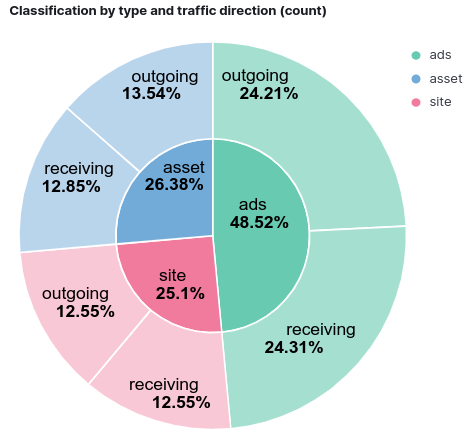 Classification by type and traffic direction (count)
ads
asset
site
outgoing
13.54%
outgoing
24.21%
receiving
12.85%
asset
26.38%
ads
48.52%
site
25.1%
outgoing
12.55%
receiving
24.31%
receiving
12.55%